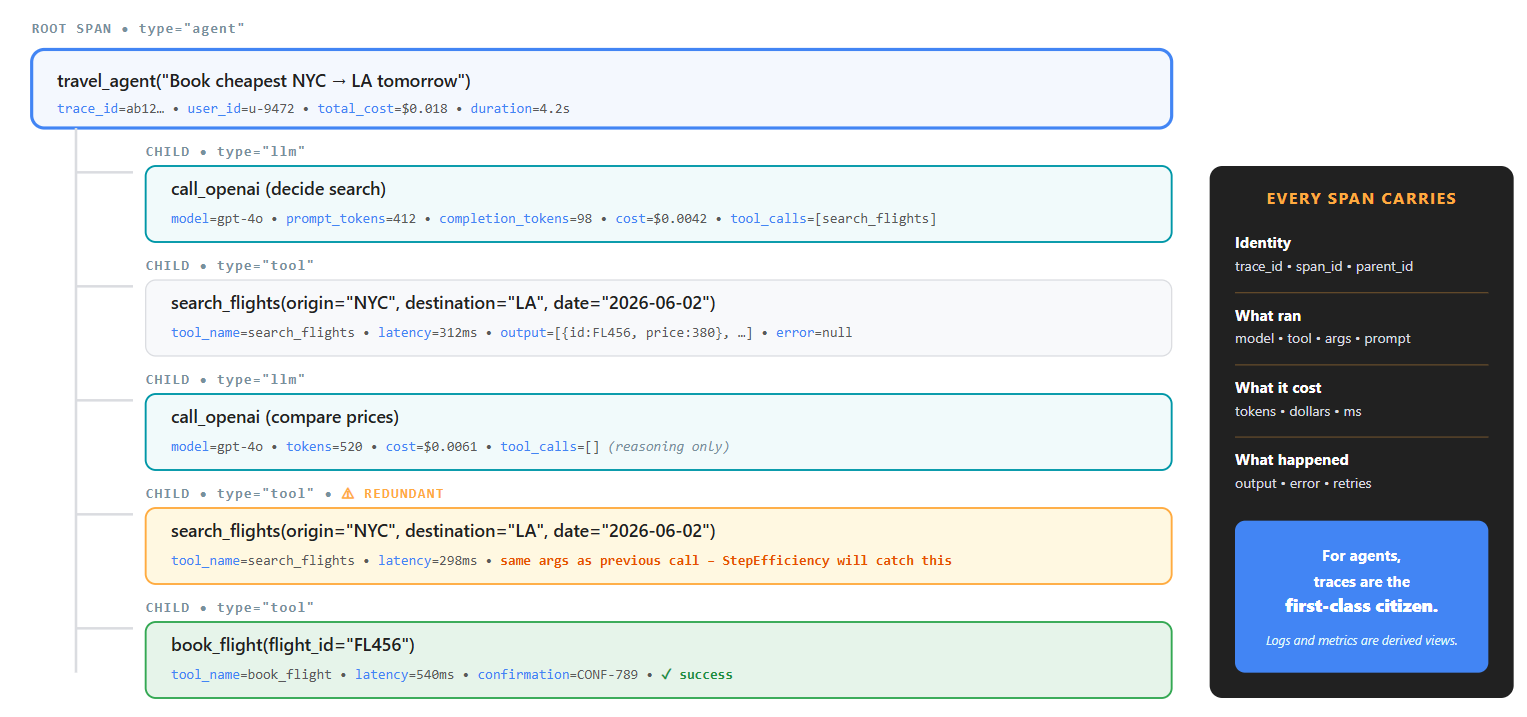 ROOT SPAN • type="agent"
travel_agent("Book cheapest NYC → LA tomorrow")
trace_id=ab12… • user_id=u-9472 • total_cost=$0.018 • duration=4.2s
CHILD • type="llm"
call_openai (decide search)
model=gpt-4o • prompt_tokens=412 • completion_tokens=98 • cost=$0.0042 • tool_calls=[search_flights]
CHILD • type="tool"
search_flights(origin="NYC", destination="LA", date="2026-06-02")
tool_name=search_flights • latency=312ms • output=[{id:FL456, price:380}, …] • error=null
CHILD • type="llm"
call_openai (compare prices)
model=gpt-4o • tokens=520 • cost=$0.0061 • tool_calls=[] (reasoning only)
CHILD • type="tool" • ⚠ REDUNDANT
search_flights(origin="NYC", destination="LA", date="2026-06-02")
tool_name=search_flights • latency=298ms • same args as previous call – StepEfficiency will catch this
CHILD • type="tool"
book_flight(flight_id="FL456")
tool_name=book_flight • latency=540ms • confirmation=CONF-789 • ✓ success
EVERY SPAN CARRIES
Identity
trace_id • span_id • parent_id
What ran
model • tool • args • prompt
What it cost
tokens • dollars • ms
What happened
output • error • retries
For agents,
traces are the
first-class citizen.
Logs and metrics are derived views.